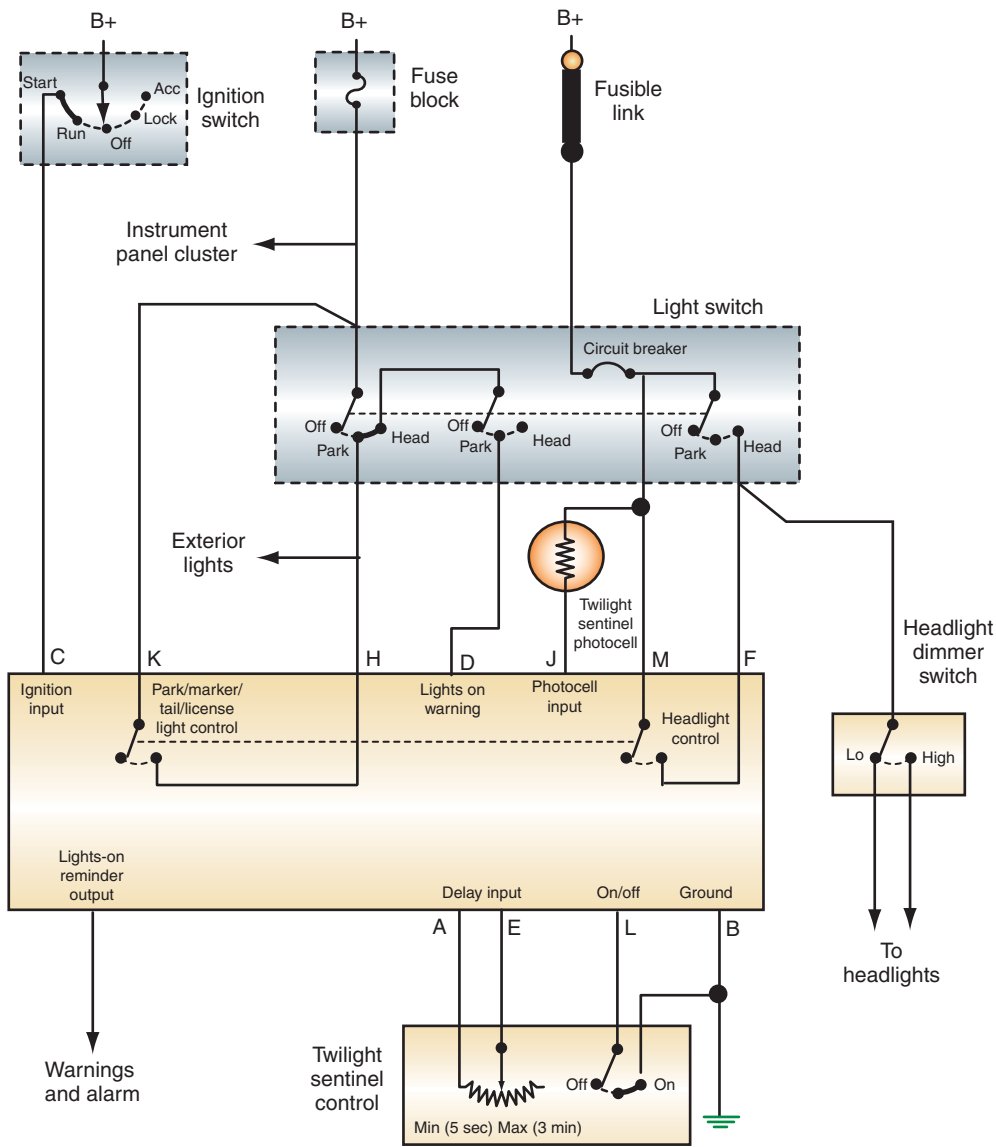 B+
B+
B+
Start
Acc
Lock
Run
Off
Ignition
switch
Fuse
block
Fusible
link
Instrument
panel cluster
Light switch
Circuit breaker
Off
Park
Head
Off
Park
Head
Off
Park
Head
Exterior
lights
Twilight
sentinel
photocell
Headlight
dimmer
switch
C
K
H
D
J
M
F
Ignition
input
Park/marker/
tail/license
light control
Lights on
warning
Photocell
input
Headlight
control
Lo
High
Lights-on
reminder
output
Delay input
On/off
Ground
A
E
L
B
To
headlights
Warnings
and alarm
Twilight
sentinel
control
Off
On
Min (5 sec) Max (3 min)